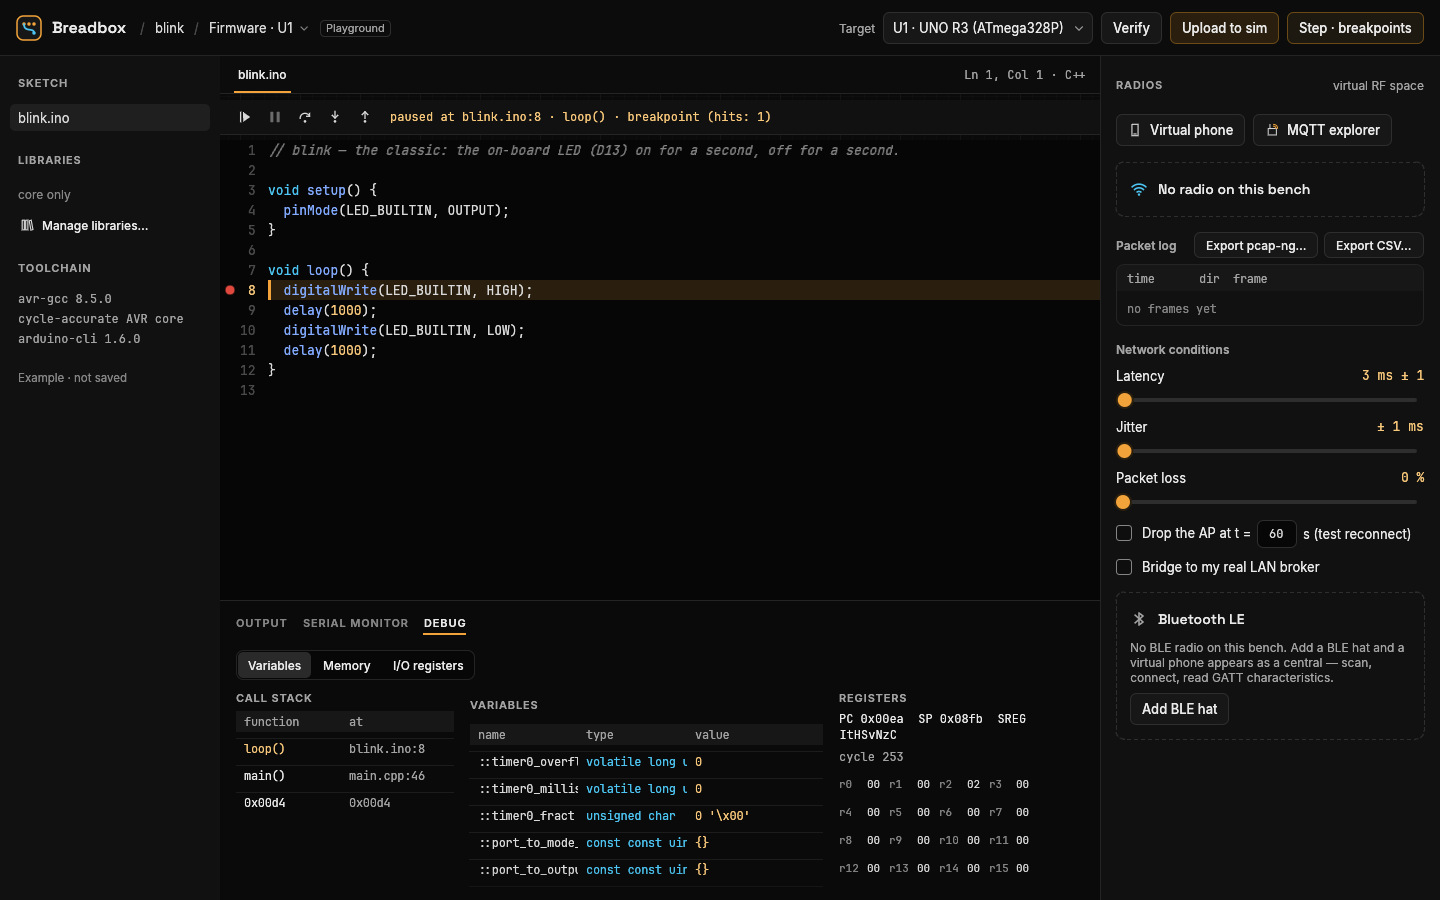 Breadbox / blink / Firmware · U1 Playground
Target U1 · UNO R3 (ATmega328P) Verify Upload to sim Step · breakpoints
SKETCH
blink.ino
LIBRARIES
core only
Manage libraries...
TOOLCHAIN
avr-gcc 8.5.0
cycle-accurate AVR core
arduino-cli 1.6.0
Example · not saved
blink.ino
Ln 1, Col 1 · C++
paused at blink.ino:8 · loop() · breakpoint (hits: 1)
1 // blink — the classic: the on-board LED (D13) on for a second, off for a second.
2
3 void setup() {
4 pinMode(LED_BUILTIN, OUTPUT);
5 }
6
7 void loop() {
8 digitalWrite(LED_BUILTIN, HIGH);
9 delay(1000);
10 digitalWrite(LED_BUILTIN, LOW);
11 delay(1000);
12 }
13
OUTPUT SERIAL MONITOR DEBUG
Variables Memory I/O registers
CALL STACK
function at
loop() blink.ino:8
main() main.cpp:46
0x00d4 0x00d4
VARIABLES
name type value
::timer0_overfl volatile long u 0
::timer0_millis volatile long u 0
::timer0_fract unsigned char 0 '\x00'
::port_to_mode_ const const uin {}
::port_to_outpu const const uin {}
REGISTERS
PC 0x00ea SP 0x08fb SREG
ItHSvNzC
cycle 253
r0 00 r1 00 r2 02 r3 00
r4 00 r5 00 r6 00 r7 00
r8 00 r9 00 r10 00 r11 00
r12 00 r13 00 r14 00 r15 00
RADIOS virtual RF space
Virtual phone MQTT explorer
No radio on this bench
Packet log Export pcap-ng... Export CSV...
time dir frame
no frames yet
Network conditions
Latency 3 ms ± 1
Jitter ± 1 ms
Packet loss 0 %
Drop the AP at t = 60 s (test reconnect)
Bridge to my real LAN broker
Bluetooth LE
No BLE radio on this bench. Add a BLE hat and a
virtual phone appears as a central — scan,
connect, read GATT characteristics.
Add BLE hat